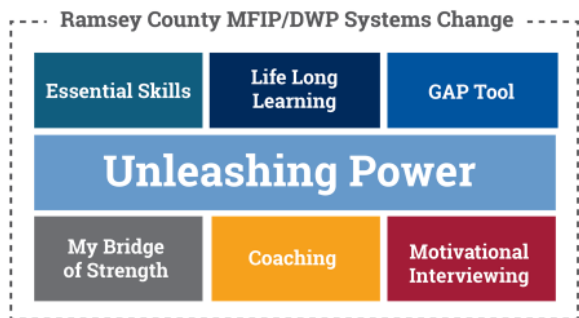 Ramsey County MFIP/DWP Systems Change
Essential Skills
Life Long
Learning
GAP Tool
Unleashing Power
My Bridge
of Strength
Coaching
Motivational
Interviewing